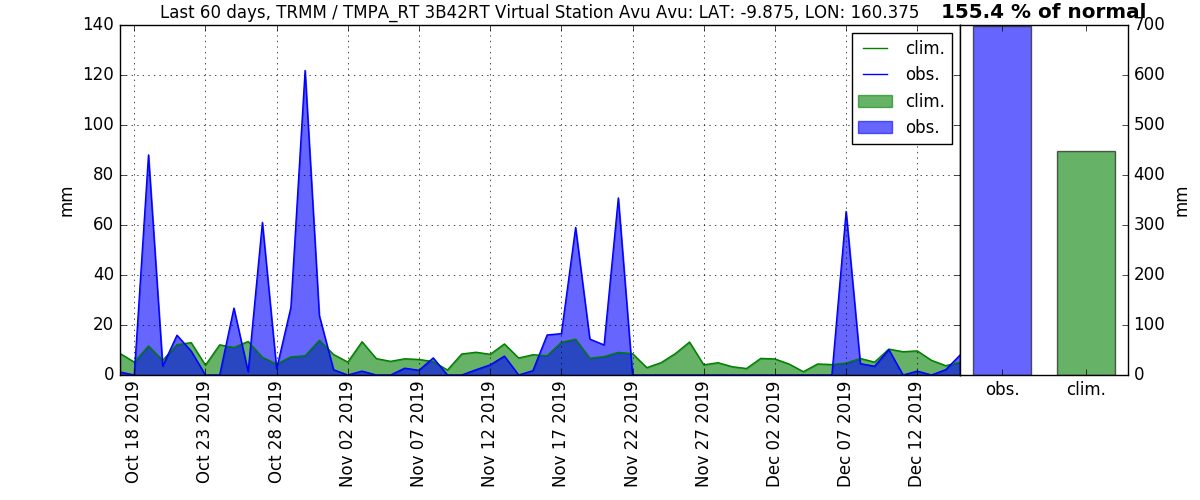 Last 60 days, TRMM / TMPA_RT 3B42RT Virtual Station Avu Avu: LAT: -9.875, LON: 160.375
155.4 % of normal
140
120
100
80
60
40
20
0
mm
clim.
obs.
clim.
obs.
700
600
500
400
300
200
100
0
mm
Oct 18 2019
Oct 23 2019
Oct 28 2019
Nov 02 2019
Nov 07 2019
Nov 12 2019
Nov 17 2019
Nov 22 2019
Nov 27 2019
Dec 02 2019
Dec 07 2019
Dec 12 2019
obs.
clim.